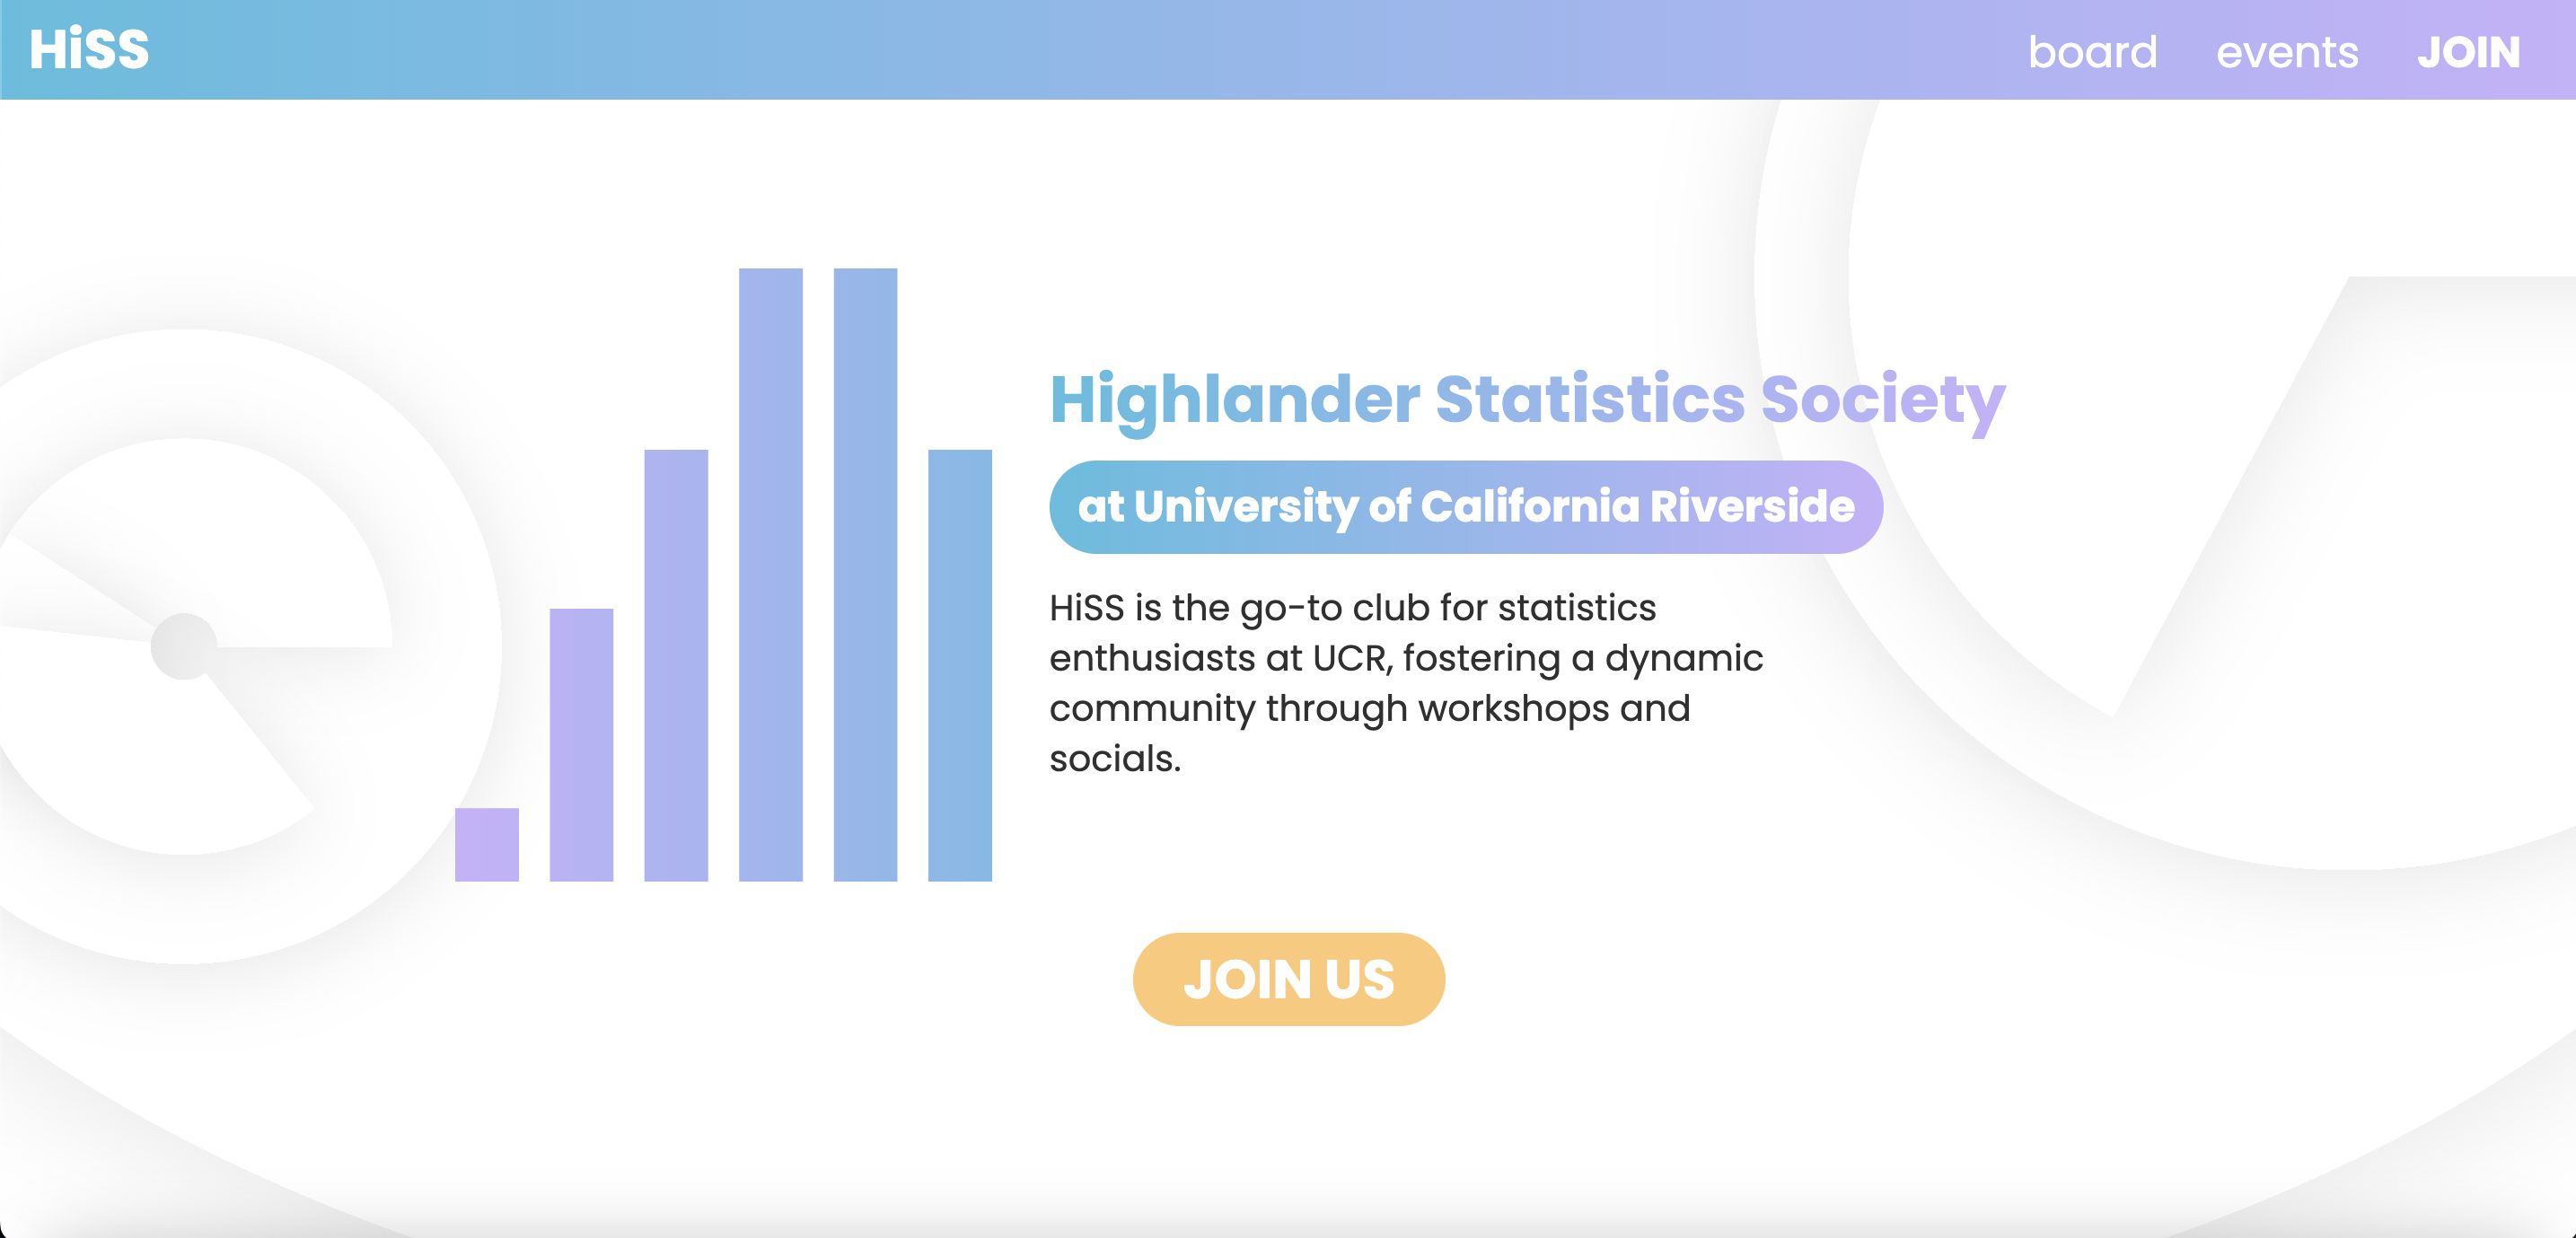 HiSS
board events JOIN
Highlander Statistics Society
at University of California Riverside
HiSS is the go-to club for statistics
enthusiasts at UCR, fostering a dynamic
community through workshops and
socials.
JOIN US